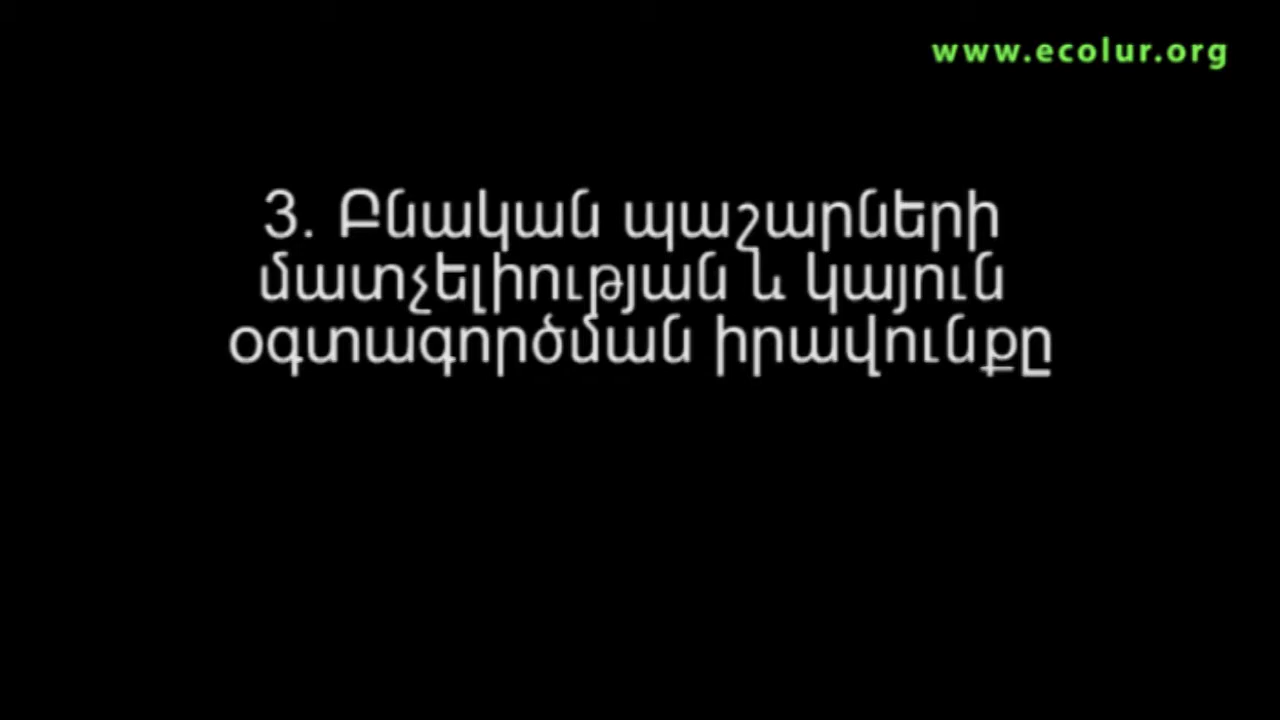 www.ecolur.org
3. Բնական պաշարների
մատչելիության և կայուն
օգտագործման իրավունքը